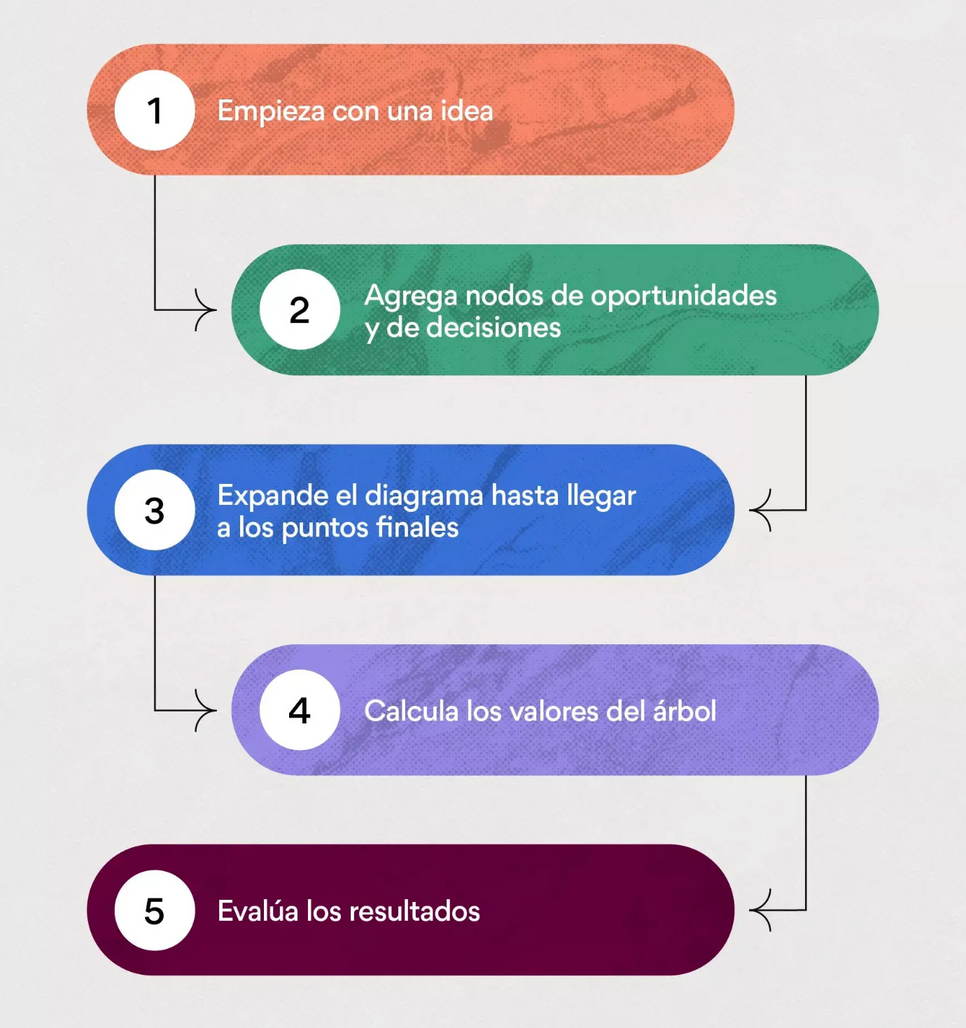 1
Empieza con una idea
2
Agrega nodos de oportunidades
y de decisiones
3
Expande el diagrama hasta llegar
a los puntos finales
4
Calcula los valores del árbol
5
Evalúa los resultados